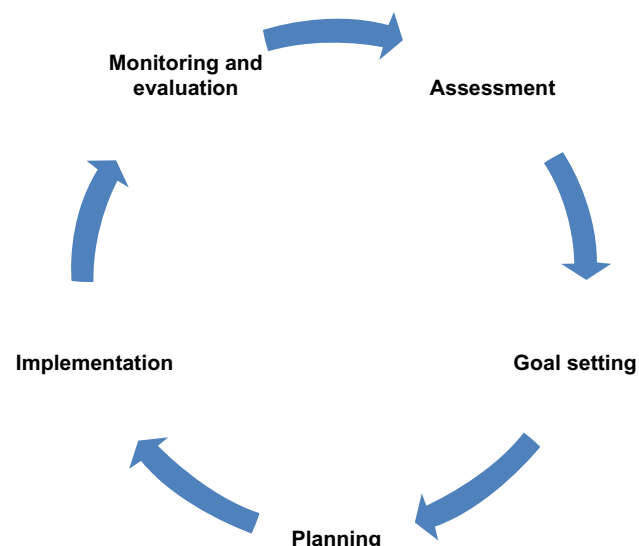 Monitoring and
evaluation
Assessment
Implementation
Goal setting
Planning